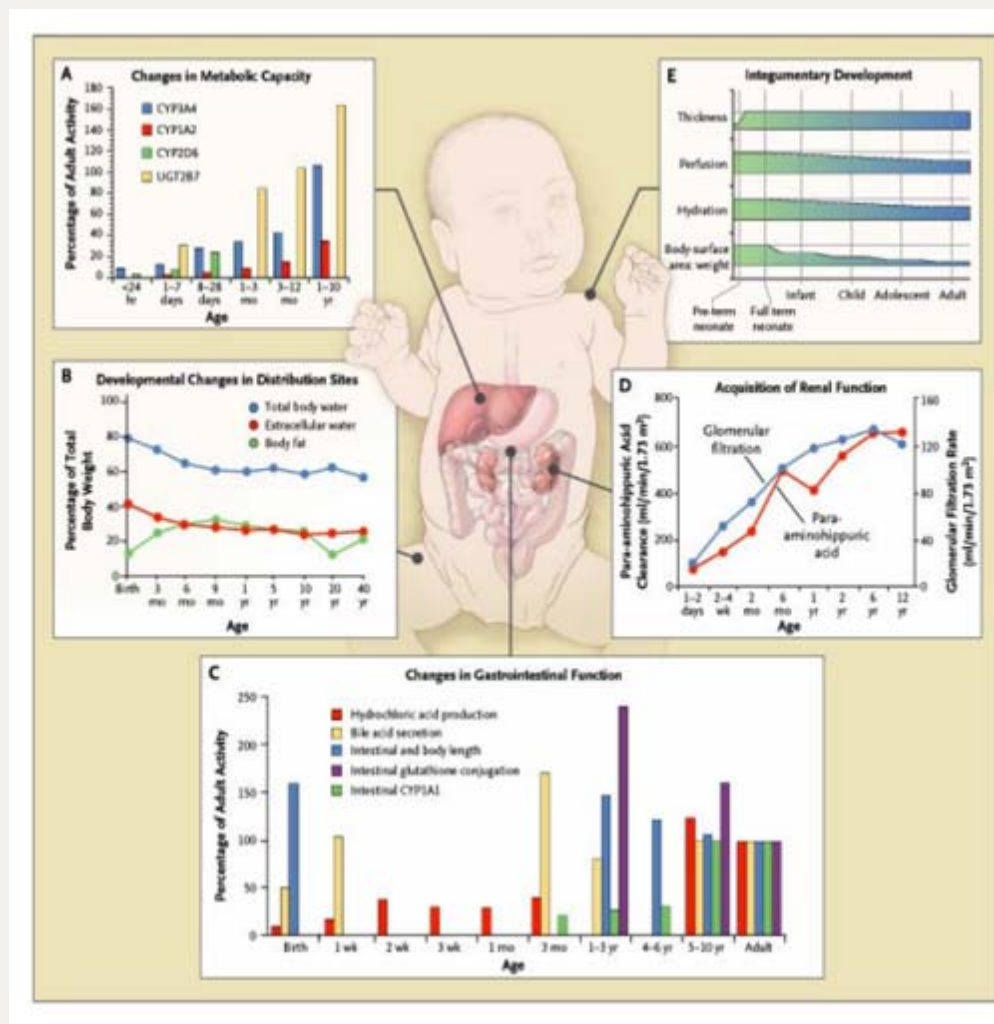 A
Changes in Metabolic Capacity
Percentage of Adult Activity
180
160
140
120
100
80
60
40
20
0
CYP3A4
CYP1A2
CYP2D6
UGT2B7
<24 hr
1–7 days
8–28 days
1–3 mo
3–12 mo
1–10 yr
Age
E
Integumentary Development
Thickness
Perfusion
Hydration
Body-surface
area: weight
Infant
Child
Adolescent
Adult
Pre-term
neonate
Full term
neonate
B
Developmental Changes in Distribution Sites
Percentage of Total
Body Weight
100
80
60
40
20
0
Total body water
Extracellular water
Body fat
Birth
3 mo
6 mo
9 mo
1 yr
5 yr
10 yr
20 yr
40 yr
Age
D
Acquisition of Renal Function
Para-aminohippuric Acid
Clearance (ml/min/1.73 m²)
800
600
400
200
0
Glomerular
filtration
Para-
aminohippuric
acid
160
120
80
40
0
Glomerular Filtration Rate
(ml/min/1.73 m²)
1–2 days
2–4 wk
2 mo
6 mo
1 yr
2 yr
6 yr
12 yr
Age
C
Changes in Gastrointestinal Function
Percentage of Adult Activity
250
200
150
100
50
0
Hydrochloric acid production
Bile acid secretion
Intestinal and body length
Intestinal glutathione conjugation
Intestinal CYP1A1
Birth
1 wk
2 wk
3 wk
1 mo
3 mo
1–3 yr
4–6 yr
5–10 yr
Adult
Age